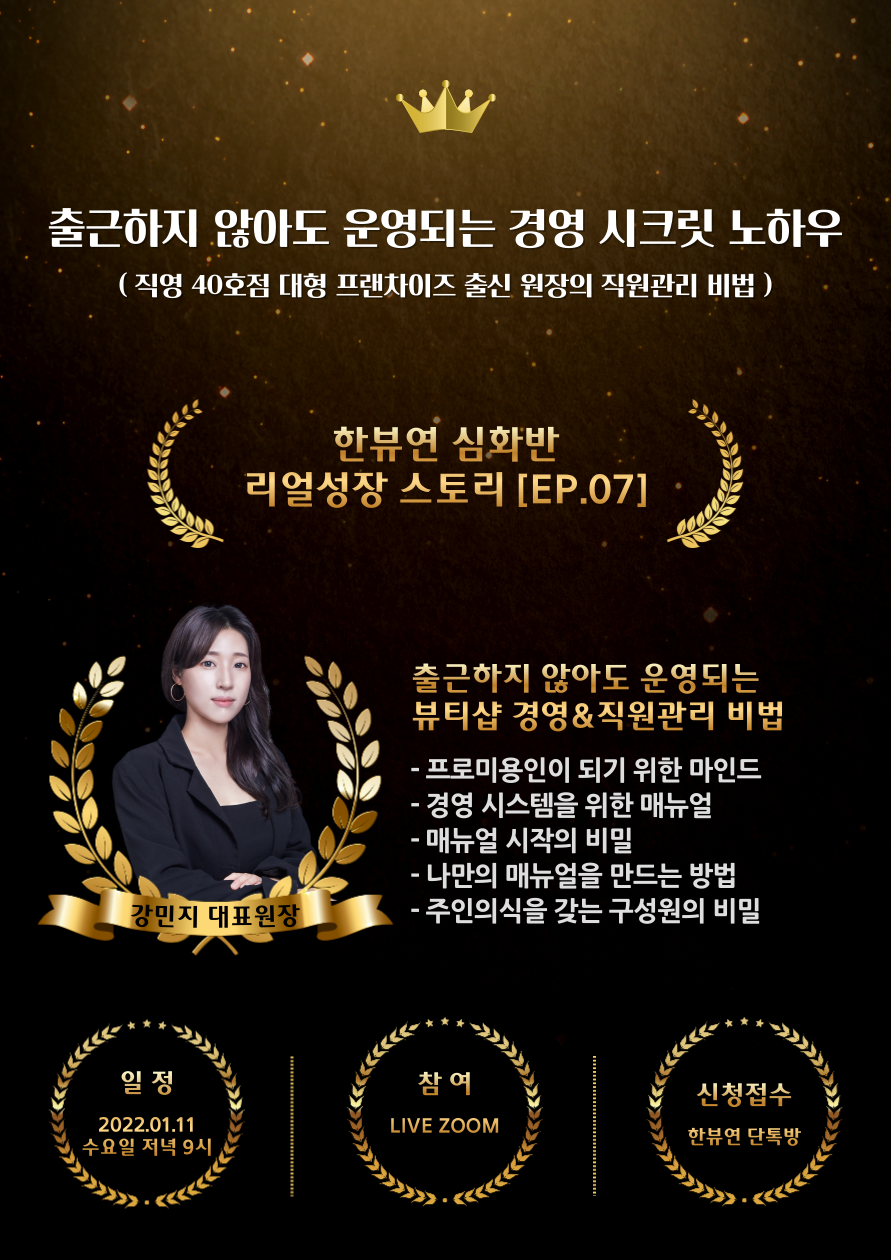 출근하지 않아도 운영되는 경영 시크릿 노하우
( 직영 40호점 대형 프랜차이즈 출신 원장의 직원관리 비법 )
한뷰연 심화반
리얼성장 스토리 [EP.07]
출근하지 않아도 운영되는
뷰티샵 경영&직원관리 비법
- 프로미용인이 되기 위한 마인드
- 경영 시스템을 위한 매뉴얼
- 매뉴얼 시작의 비밀
- 나만의 매뉴얼을 만드는 방법
- 주인의식을 갖는 구성원의 비밀
강민지 대표원장
일 정
2022.01.11
수요일 저녁 9시
참 여
LIVE ZOOM
신청접수
한뷰연 단톡방